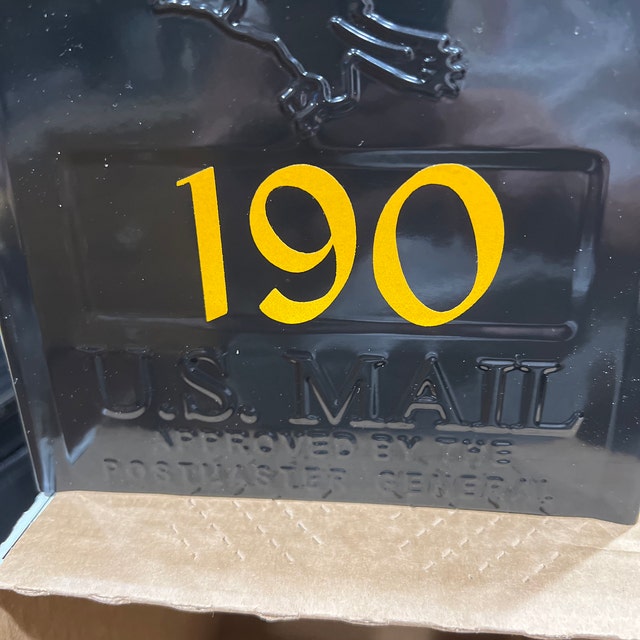 190
U.S. MAIL
APPROVED BY THE
POSTMASTER GENERAL